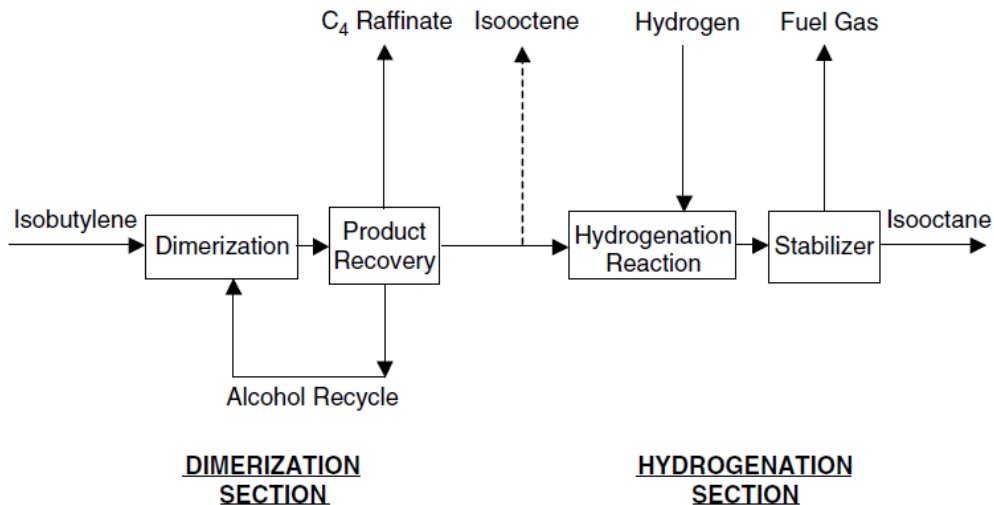 C4 Raffinate
Isooctene
Hydrogen
Fuel Gas
Isobutylene
Dimerization
Product
Recovery
Hydrogenation
Reaction
Stabilizer
Isooctane
Alcohol Recycle
DIMERIZATION
SECTION
HYDROGENATION
SECTION